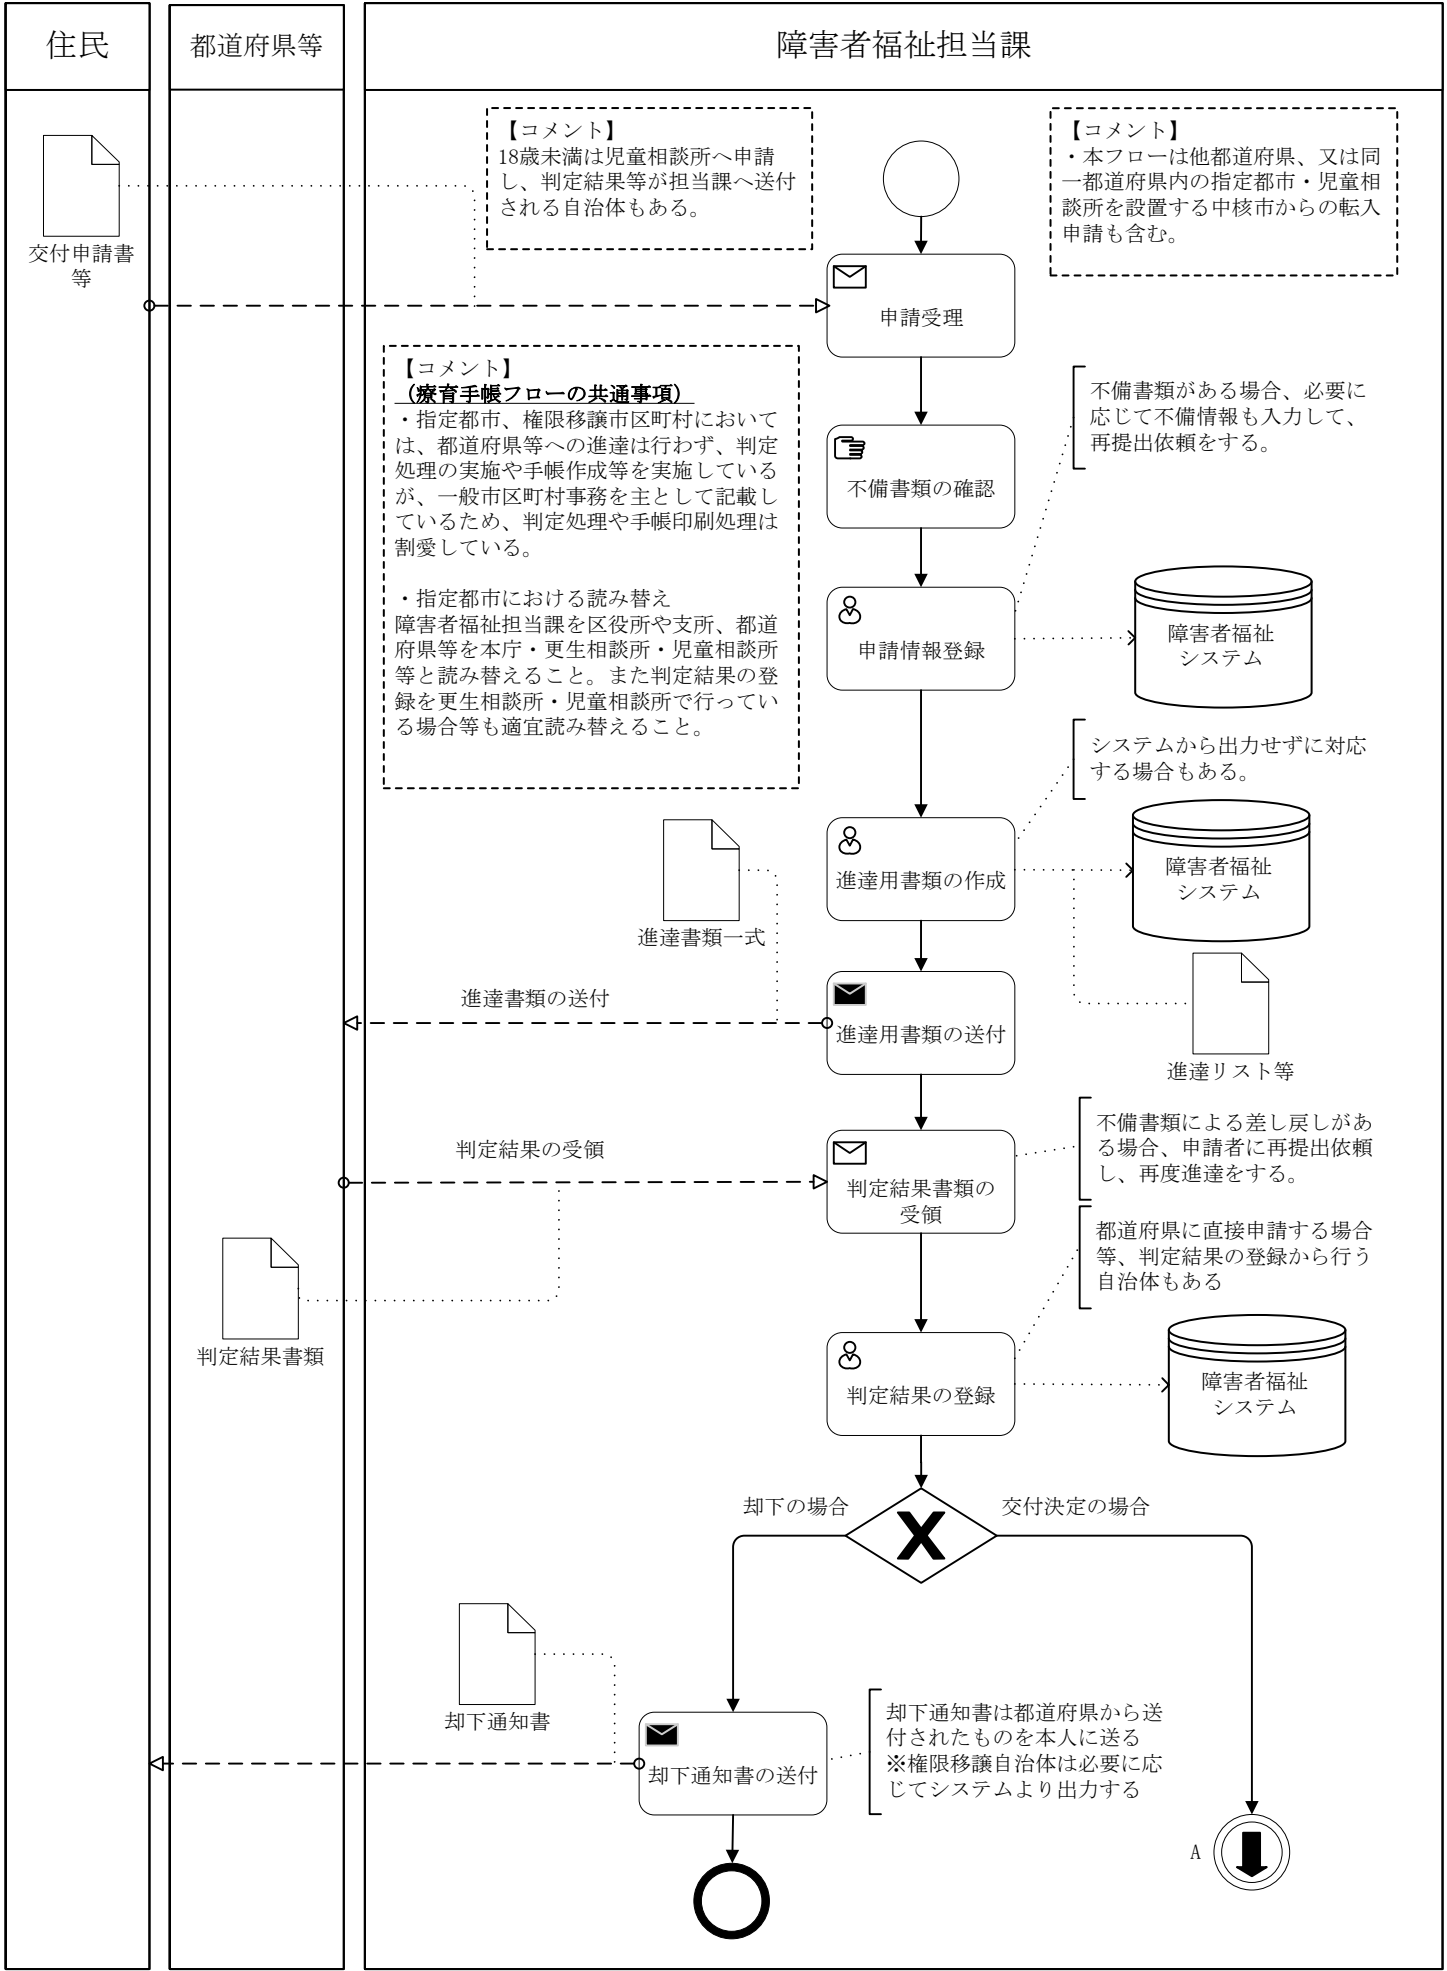 住民
都道府県等
障害者福祉担当課
【コメント】
18歳未満は児童相談所へ申請
し、判定結果等が担当課へ送付
される自治体もある。
【コメント】
・本フローは他都道府県、又は同
一都道府県内の指定都市・児童相
談所を設置する中核市からの転入
申請も含む。
交付申請書
等
申請受理
【コメント】
(療育手帳フローの共通事項)
・指定都市、権限移譲市区町村において
は、都道府県等への進達は行わず、判定
処理の実施や手帳作成等を実施している
が、一般市区町村事務を主として記載し
ているため、判定処理や手帳印刷処理は
割愛している。
・指定都市における読み替え
障害者福祉担当課を区役所や支所、都道
府県等を本庁・更生相談所・児童相談所
等と読み替えること。また判定結果の登
録を更生相談所・児童相談所で行ってい
る場合等も適宜読み替えること。
不備書類がある場合、必要に
応じて不備情報も入力して、
再提出依頼をする。
不備書類の確認
申請情報登録
障害者福祉
システム
システムから出力せずに対応
する場合もある。
進達用書類の作成
障害者福祉
システム
進達書類一式
進達書類の送付
進達用書類の送付
進達リスト等
判定結果の受領
判定結果書類の
受領
不備書類による差し戻しがあ
る場合、申請者に再提出依頼
し、再度進達をする。
都道府県に直接申請する場合
等、判定結果の登録から行う
自治体もある
判定結果書類
判定結果の登録
障害者福祉
システム
却下の場合
交付決定の場合
却下通知書
却下通知書の送付
却下通知書は都道府県から送
付されたものを本人に送る
※権限移譲自治体は必要に応
じてシステムより出力する
A